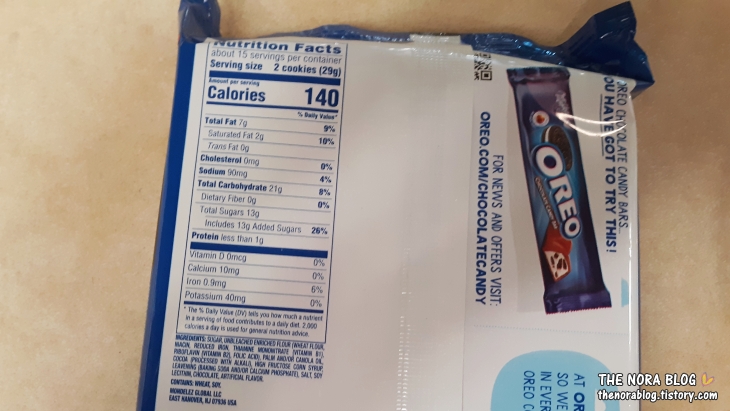 Nutrition Facts
about 15 servings per container
Serving size 2 cookies (29g)
Amount per serving
Calories 140
% Daily Value*
Total Fat 7g 9%
Saturated Fat 2g 10%
Trans Fat 0g
Cholesterol 0mg 0%
Sodium 90mg 4%
Total Carbohydrate 21g 8%
Dietary Fiber 0g 0%
Total Sugars 13g
Includes 13g Added Sugars 26%
Protein less than 1g
Vitamin D 0mcg 0%
Calcium 10mg 0%
Iron 0.9mg 6%
Potassium 40mg 0%
* The % Daily Value (DV) tells you how much a nutrient
in a serving of food contributes to a daily diet. 2,000
calories a day is used for general nutrition advice.
INGREDIENTS: SUGAR, UNBLEACHED ENRICHED FLOUR (WHEAT FLOUR,
NIACIN, REDUCED IRON, THIAMINE MONONITRATE {VITAMIN B1},
RIBOFLAVIN {VITAMIN B2}, FOLIC ACID), PALM AND/OR CANOLA OIL,
COCOA (PROCESSED WITH ALKALI), HIGH FRUCTOSE CORN SYRUP,
LEAVENING (BAKING SODA AND/OR CALCIUM PHOSPHATE), SALT, SOY
LECITHIN, CHOCOLATE, ARTIFICIAL FLAVOR.
CONTAINS: WHEAT, SOY.
MONDELEZ GLOBAL LLC
EAST HANOVER, NJ 07936 USA
OREO CHOCOLATE CANDY BARS...
YOU HAVE GOT TO TRY THIS!
OREO
FOR NEWS AND OFFERS VISIT:
OREO.COM/CHOCOLATECANDY
AT OR
SO WE
IN EVER
OREO
THE NORA BLOG
thenorablog.tistory.com